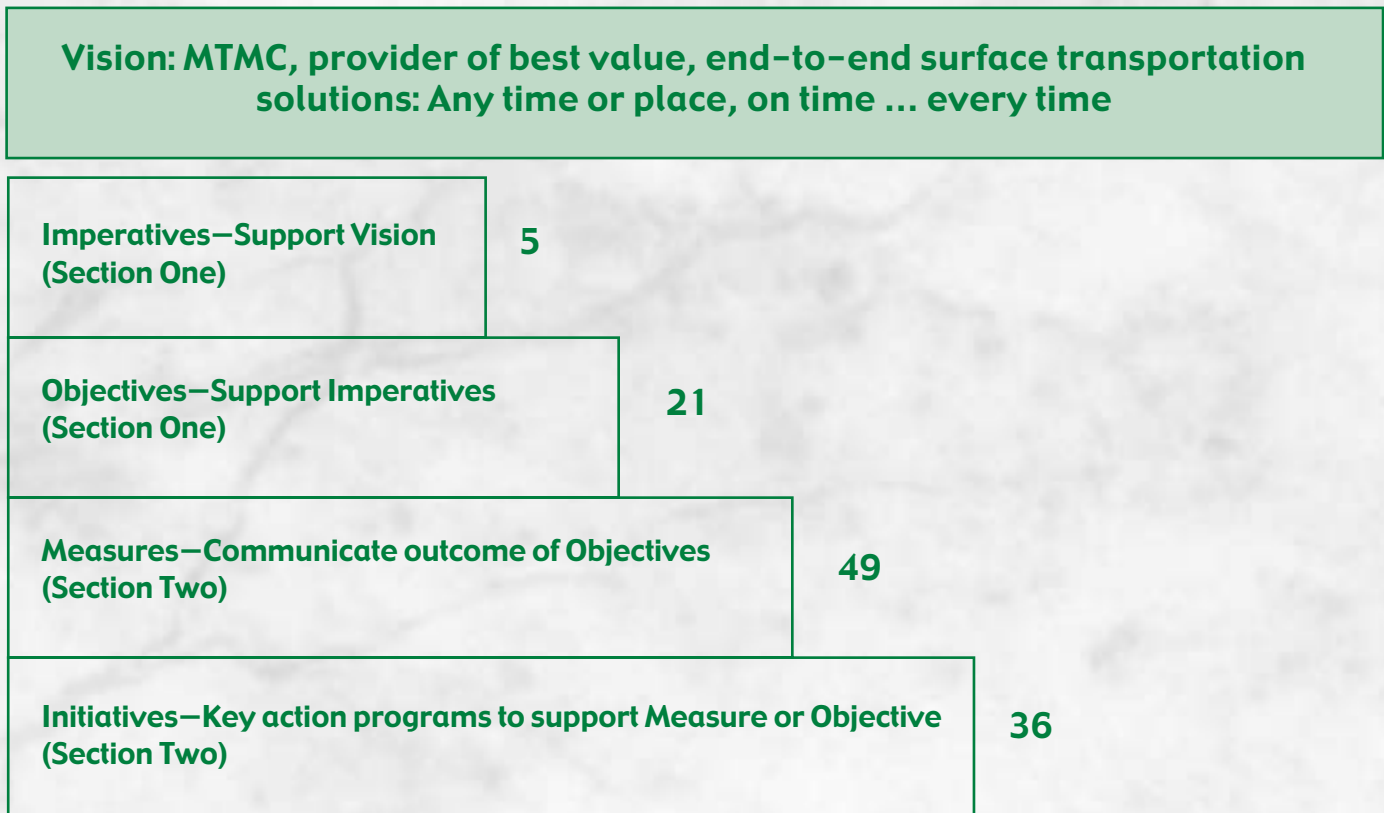 Vision: MTMC, provider of best value, end-to-end surface transportation
solutions: Any time or place, on time ... every time
Imperatives—Support Vision
(Section One)
5
Objectives—Support Imperatives
(Section One)
21
Measures—Communicate outcome of Objectives
(Section Two)
49
Initiatives—Key action programs to support Measure or Objective
(Section Two)
36